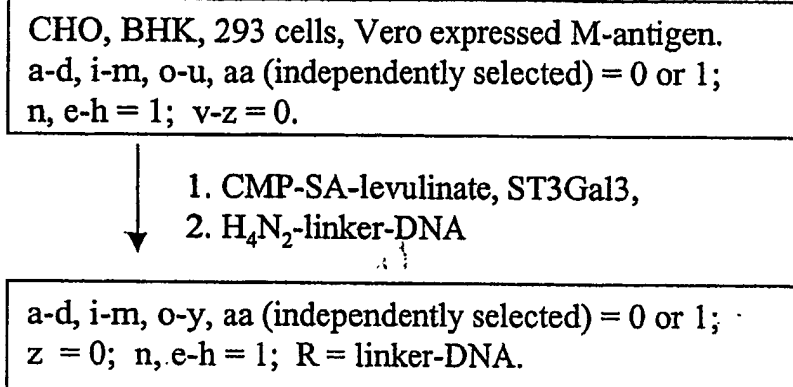 CHO, BHK, 293 cells, Vero expressed M-antigen.
a-d, i-m, o-u, aa (independently selected) = 0 or 1;
n, e-h = 1; v-z = 0.
1. CMP-SA-levulinate, ST3Gal3,
2. H₄N₂-linker-DNA
a-d, i-m, o-y, aa (independently selected) = 0 or 1;
z = 0; n, e-h = 1; R = linker-DNA.